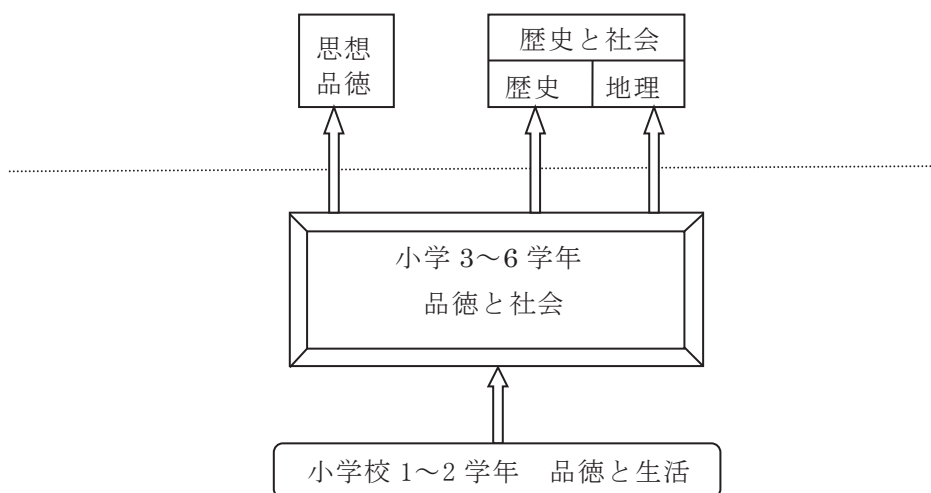 思想
品徳
歴史と社会
歴史
地理
小学 3～6 学年
品徳と社会
小学校 1～2 学年　品徳と生活